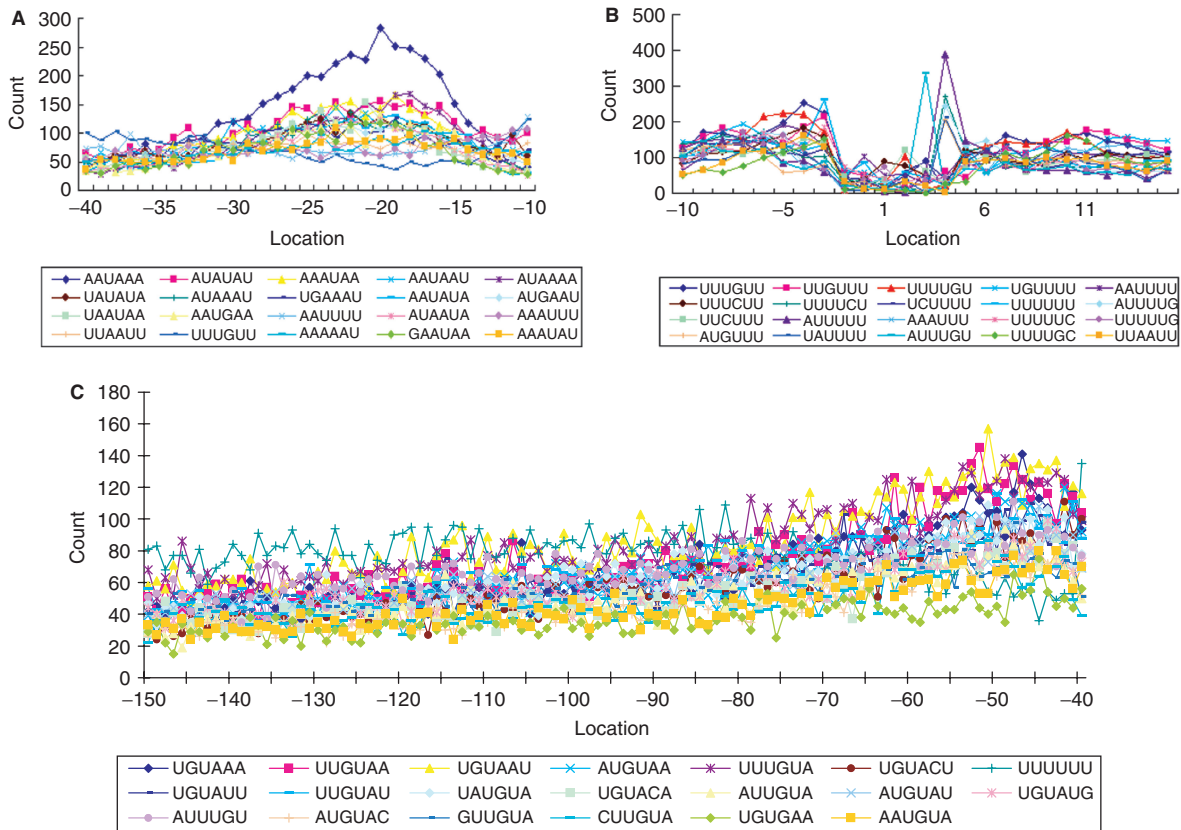 A
300
250
200
150
100
50
0
Count
−40 −35 −30 −25 −20 −15 −10
Location
AAUAAA AUAUAU AAAUAA AAUAAU AUAAAA
UAUAUA AUAAAU UGAAAU AAUAUA AUGAAU
UAAUAA AAUGAA AAUUUU AUAAUA AAAUUU
UUAAUU UUUGUU AAAAAU GAAUAA AAAUAU
B
500
400
300
200
100
0
Count
−10 −5 1 6 11
Location
UUUGUU UUGUUU UUUUGU UGUUUU AAUUUU
UUUCUU UUUUCU UCUUUU UUUUUU AUUUUG
UUCUUU AUUUUU AAAUUU UUUUUC UUUUUG
AUGUUU UAUUUU AUUUGU UUUUGC UUAAUU
C
180
160
140
120
100
80
60
40
20
0
Count
−150 −140 −130 −120 −110 −100 −90 −80 −70 −60 −50 −40
Location
UGUAAA UUGUAA UGUAAU AUGUAA UUUGUA UGUACU UUUUUU
UGUAUU UUGUAU UAUGUA UGUACA AUUGUA AUGUAU UGUAUG
AUUUGU AUGUAC GUUGUA CUUGUA UGUGAA AAUGUA